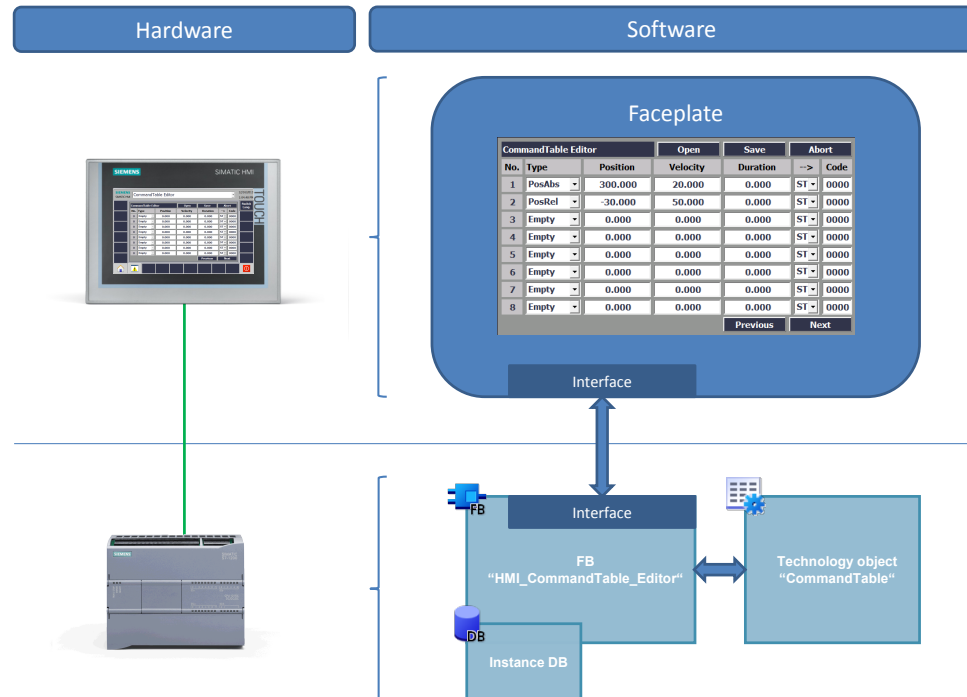 Hardware
Software
Faceplate
CommandTable Editor Open Save Abort
No. Type Position Velocity Duration --> Code
1 PosAbs 300.000 20.000 0.000 ST 0000
2 PosRel -30.000 50.000 0.000 ST 0000
3 Empty 0.000 0.000 0.000 ST 0000
4 Empty 0.000 0.000 0.000 ST 0000
5 Empty 0.000 0.000 0.000 ST 0000
6 Empty 0.000 0.000 0.000 ST 0000
7 Empty 0.000 0.000 0.000 ST 0000
8 Empty 0.000 0.000 0.000 ST 0000
Previous Next
Interface
SIEMENS SIMATIC HMI
TOUCH
CommandTable Editor
FB
Interface
FB
“HMI_CommandTable_Editor“
Technology object
“CommandTable“
DB
Instance DB
SIEMENS